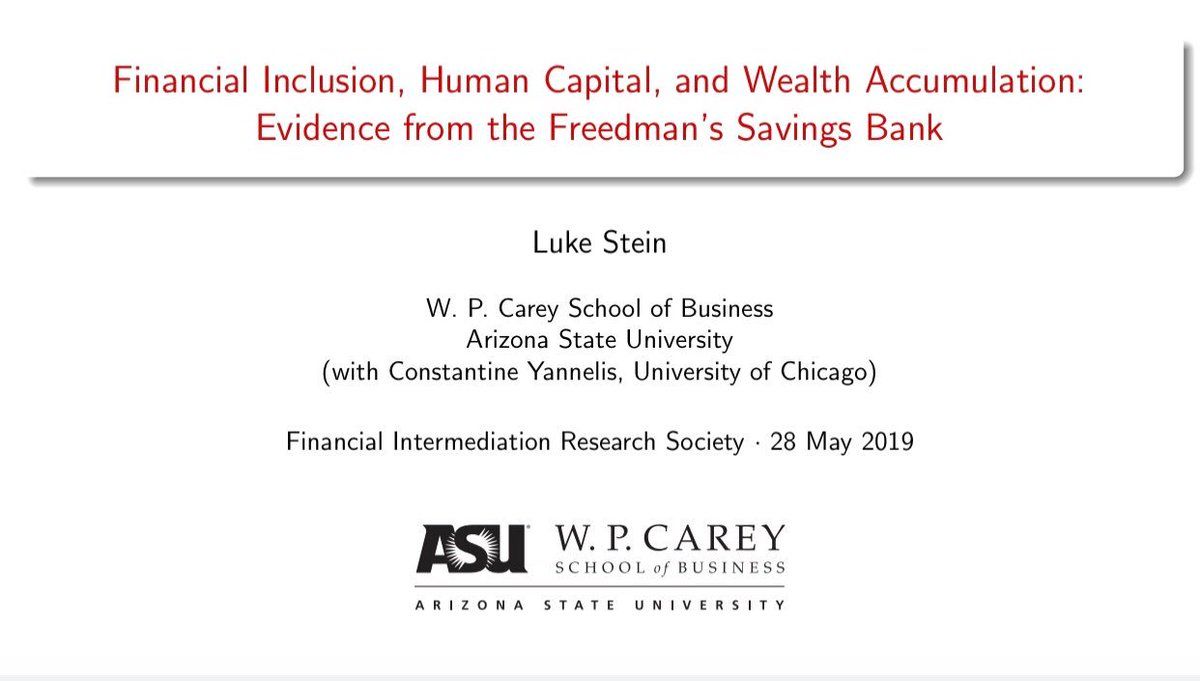 Financial Inclusion, Human Capital, and Wealth Accumulation:
Evidence from the Freedman's Savings Bank
Luke Stein
W. P. Carey School of Business
Arizona State University
(with Constantine Yannelis, University of Chicago)
Financial Intermediation Research Society · 28 May 2019
ASU
W. P. CAREY
SCHOOL of BUSINESS
ARIZONA STATE UNIVERSITY